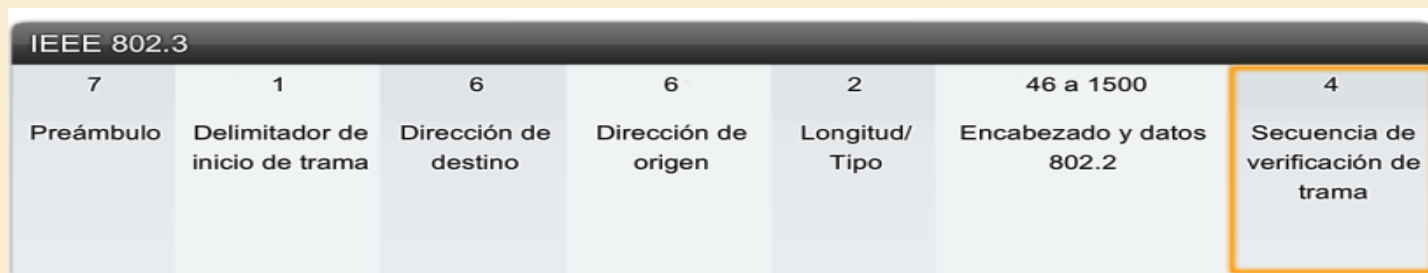 IEEE 802.3
7
Preámbulo
1
Delimitador de
inicio de trama
6
Dirección de
destino
6
Dirección de
origen
2
Longitud/
Tipo
46 a 1500
Encabezado y datos
802.2
4
Secuencia de
verificación de
trama